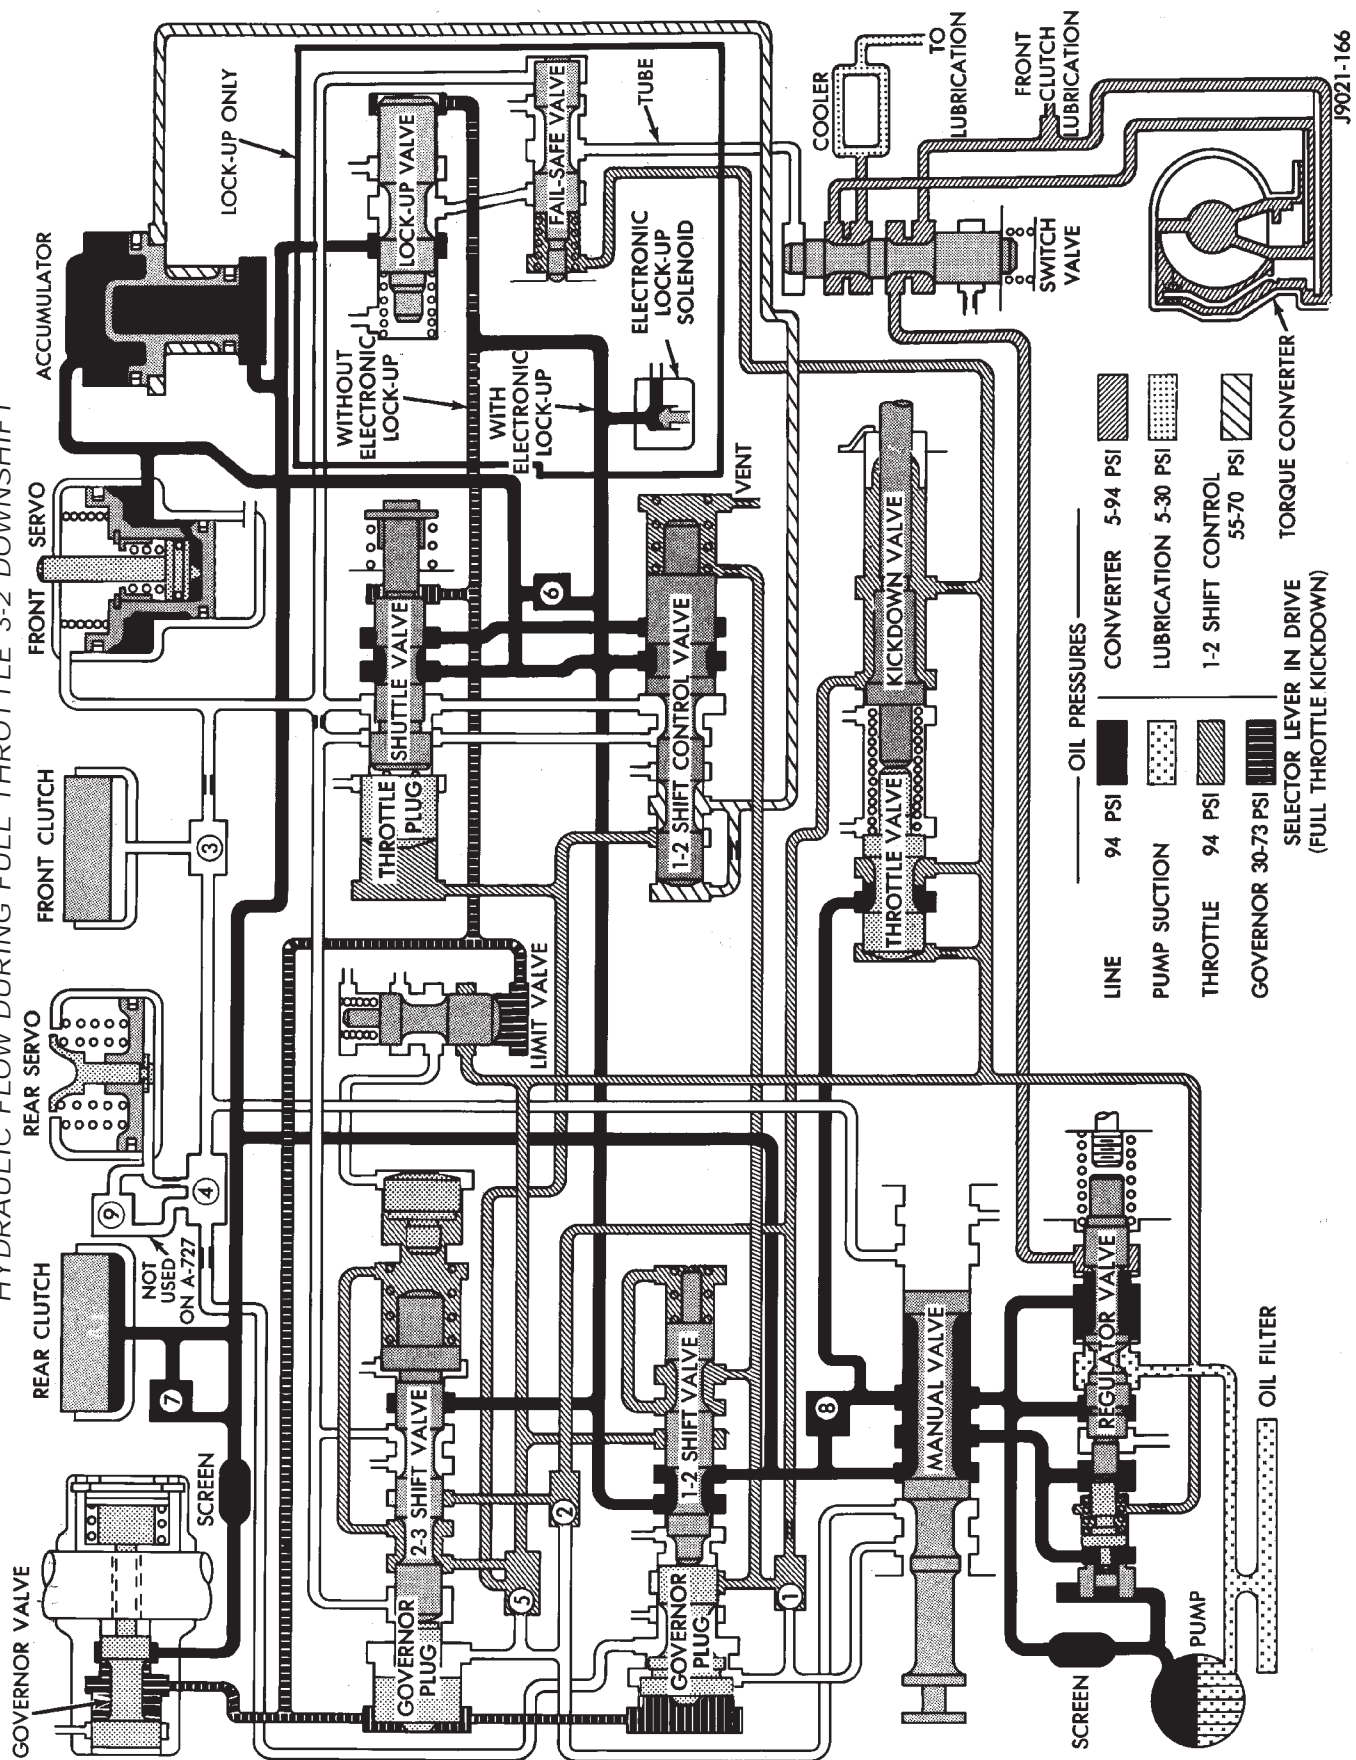 HYDRAULIC FLOW DURING FULL THROTTLE 3-2 DOWNSHIFT
GOVERNOR VALVE
SCREEN
REAR CLUTCH
7
NOT
USED
ON A-727
9
4
REAR SERVO
FRONT CLUTCH
3
FRONT SERVO
ACCUMULATOR
LOCK-UP ONLY
GOVERNOR
PLUG
2-3 SHIFT VALVE
5
2
LIMIT VALVE
THROTTLE
PLUG
SHUTTLE VALVE
6
WITHOUT
ELECTRONIC
LOCK-UP
WITH
ELECTRONIC
LOCK-UP
LOCK-UP VALVE
FAIL-SAFE VALVE
TUBE
ELECTRONIC
LOCK-UP
SOLENOID
GOVERNOR
PLUG
1-2 SHIFT VALVE
1
1-2 SHIFT CONTROL VALVE
VENT
8
MANUAL VALVE
THROTTLE VALVE
KICKDOWN VALVE
SWITCH
VALVE
COOLER
TO
LUBRICATION
FRONT
CLUTCH
LUBRICATION
SCREEN
PUMP
REGULATOR VALVE
OIL FILTER
OIL PRESSURES
LINE 94 PSI
PUMP SUCTION
THROTTLE 94 PSI
GOVERNOR 30-73 PSI
CONVERTER 5-94 PSI
LUBRICATION 5-30 PSI
1-2 SHIFT CONTROL
55-70 PSI
SELECTOR LEVER IN DRIVE
(FULL THROTTLE KICKDOWN)
TORQUE CONVERTER
J9021-166